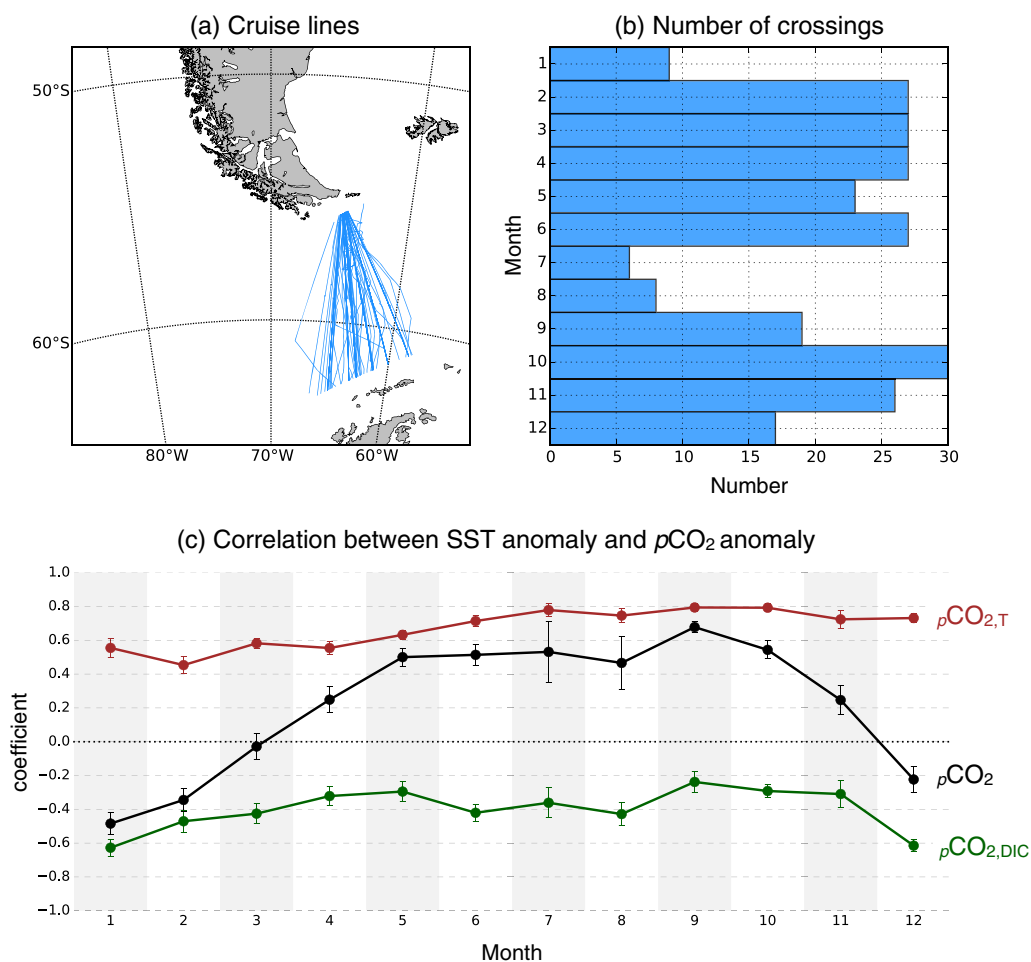 (a) Cruise lines
50°S
60°S
80°W 70°W 60°W
(b) Number of crossings
Month
1
2
3
4
5
6
7
8
9
10
11
12
0 5 10 15 20 25 30
Number
(c) Correlation between SST anomaly and pCO₂ anomaly
coefficient
1.0
0.8
0.6
0.4
0.2
0.0
−0.2
−0.4
−0.6
−0.8
−1.0
pCO₂,T
pCO₂
pCO₂,DIC
1 2 3 4 5 6 7 8 9 10 11 12
Month